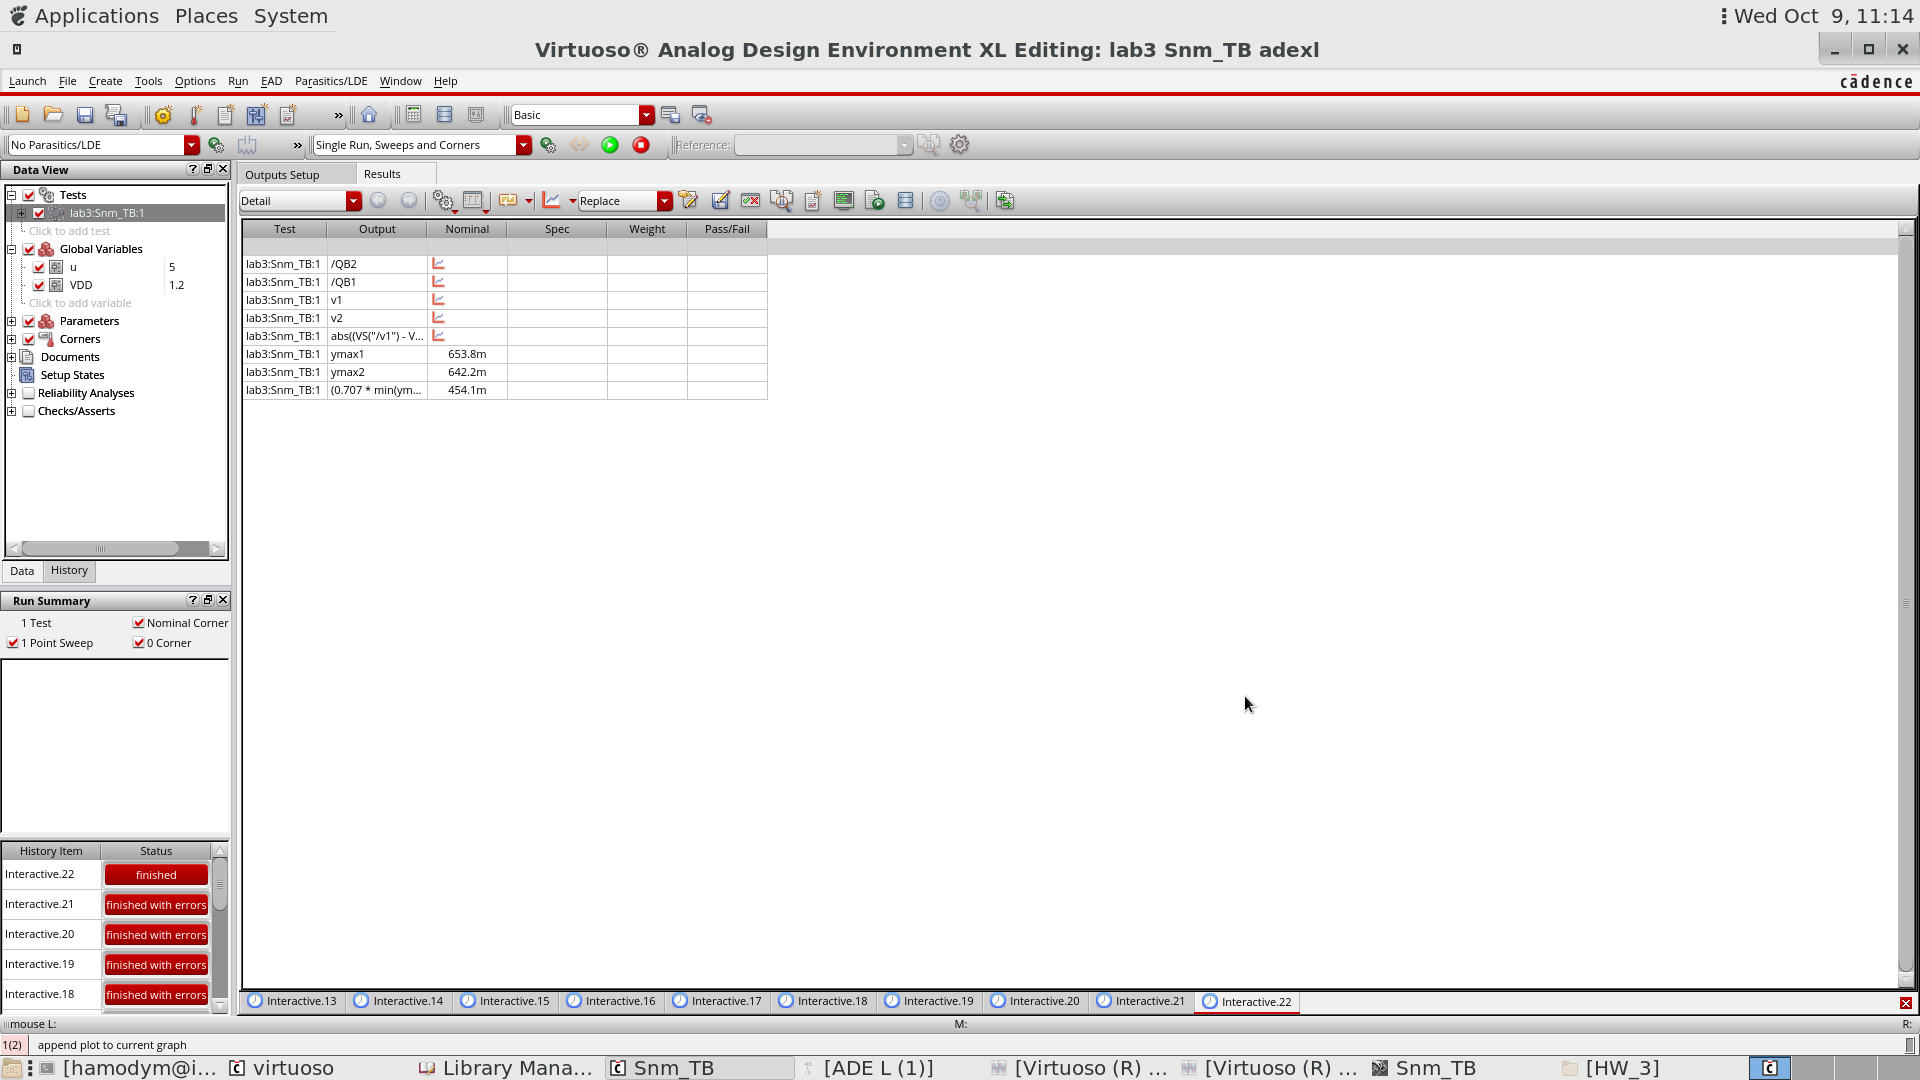 Applications Places System
Wed Oct 9, 11:14
Virtuoso® Analog Design Environment XL Editing: lab3 Snm_TB adexl
Launch File Create Tools Options Run EAD Parasitics/LDE Window Help
cādence
» Basic
No Parasitics/LDE » Single Run, Sweeps and Corners Reference:
Data View
Tests
lab3:Snm_TB:1
Click to add test
Global Variables
u 5
VDD 1.2
Click to add variable
Parameters
Corners
Documents
Setup States
Reliability Analyses
Checks/Asserts
Data History
Run Summary
1 Test Nominal Corner
1 Point Sweep 0 Corner
History Item Status
Interactive.22 finished
Interactive.21 finished with errors
Interactive.20 finished with errors
Interactive.19 finished with errors
Interactive.18 finished with errors
Outputs Setup Results
Detail Replace
Test Output Nominal Spec Weight Pass/Fail
lab3:Snm_TB:1 /QB2
lab3:Snm_TB:1 /QB1
lab3:Snm_TB:1 v1
lab3:Snm_TB:1 v2
lab3:Snm_TB:1 abs((VS("/v1") - V...
lab3:Snm_TB:1 ymax1 653.8m
lab3:Snm_TB:1 ymax2 642.2m
lab3:Snm_TB:1 (0.707 * min(ym... 454.1m
Interactive.13 Interactive.14 Interactive.15 Interactive.16 Interactive.17 Interactive.18 Interactive.19 Interactive.20 Interactive.21 Interactive.22
mouse L: M: R:
1(2) append plot to current graph
[hamodym@i... virtuoso Library Mana... Snm_TB [ADE L (1)] [Virtuoso (R) ... [Virtuoso (R) ... Snm_TB [HW_3]